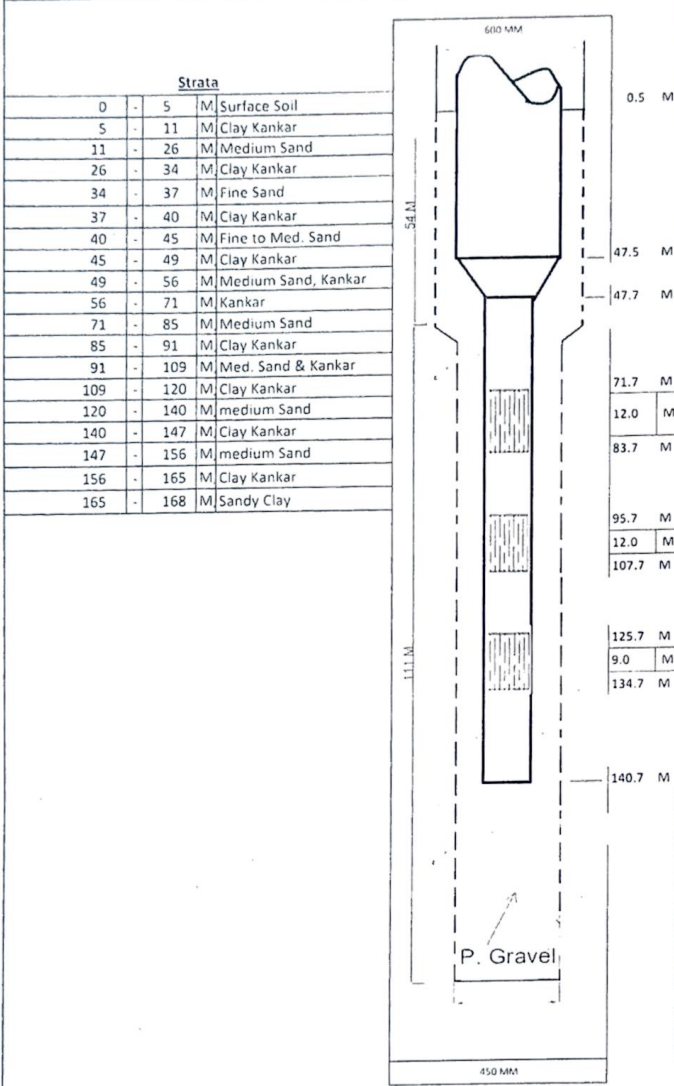 600 MM
Strata
0 - 5 M Surface Soil
5 - 11 M Clay Kankar
11 - 26 M Medium Sand
26 - 34 M Clay Kankar
34 - 37 M Fine Sand
37 - 40 M Clay Kankar
40 - 45 M Fine to Med. Sand
45 - 49 M Clay Kankar
49 - 56 M Medium Sand, Kankar
56 - 71 M Kankar
71 - 85 M Medium Sand
85 - 91 M Clay Kankar
91 - 109 M Med. Sand & Kankar
109 - 120 M Clay Kankar
120 - 140 M medium Sand
140 - 147 M Clay Kankar
147 - 156 M medium Sand
156 - 165 M Clay Kankar
165 - 168 M Sandy Clay
54 M
111 M
0.5 M
47.5 M
47.7 M
71.7 M
12.0 M
83.7 M
95.7 M
12.0 M
107.7 M
125.7 M
9.0 M
134.7 M
140.7 M
P. Gravel
450 MM